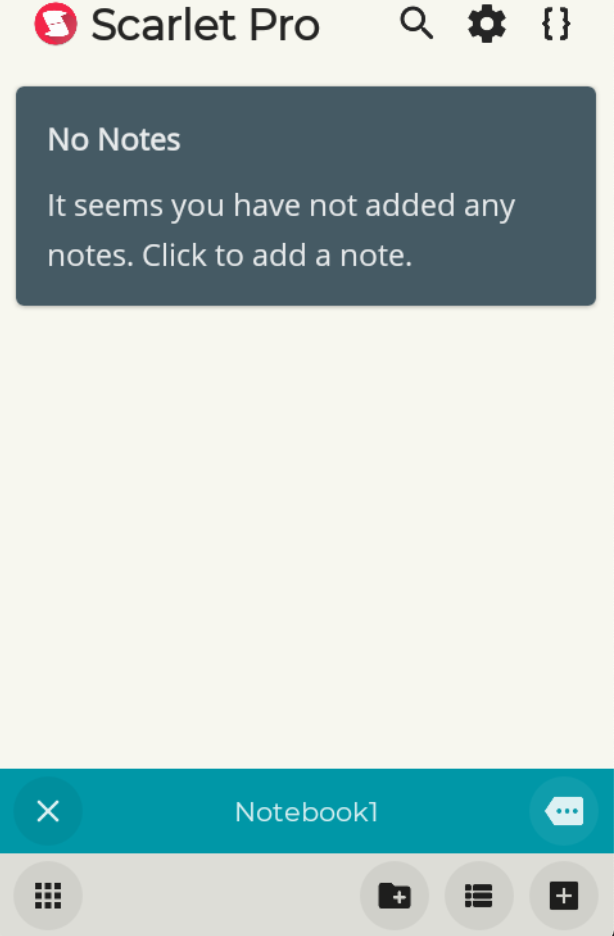 Scarlet Pro
No Notes
It seems you have not added any
notes. Click to add a note.
Notebook1